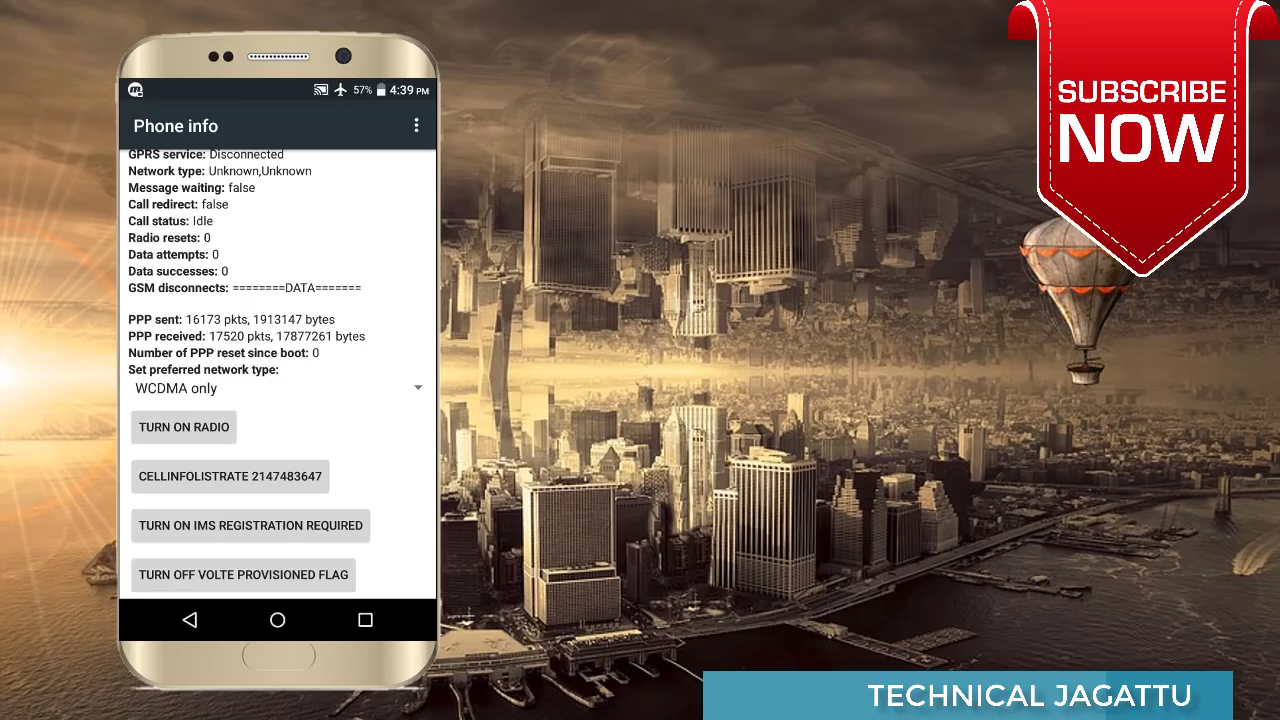 57% 4:39 PM
Phone info
GPRS service: Disconnected
Network type: Unknown,Unknown
Message waiting: false
Call redirect: false
Call status: Idle
Radio resets: 0
Data attempts: 0
Data successes: 0
GSM disconnects: ========DATA=======
PPP sent: 16173 pkts, 1913147 bytes
PPP received: 17520 pkts, 17877261 bytes
Number of PPP reset since boot: 0
Set preferred network type:
WCDMA only
TURN ON RADIO
CELLINFOLISTRATE 2147483647
TURN ON IMS REGISTRATION REQUIRED
TURN OFF VOLTE PROVISIONED FLAG
SUBSCRIBE
NOW
TECHNICAL JAGATTU